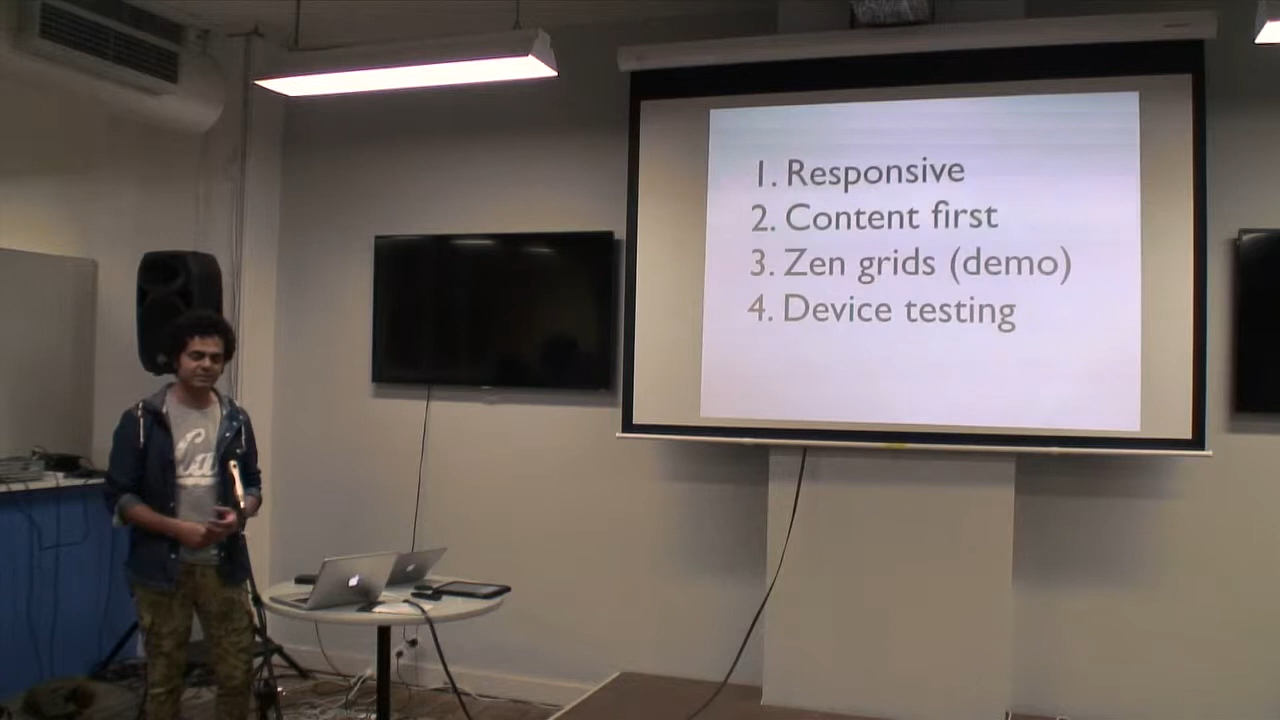 1. Responsive
2. Content first
3. Zen grids (demo)
4. Device testing